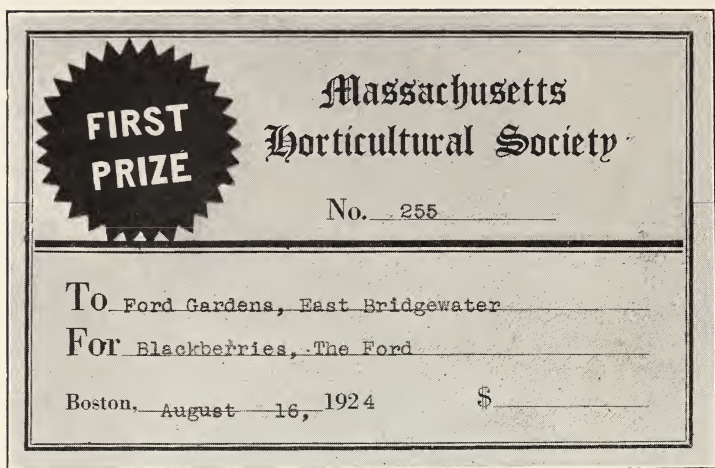 FIRST
PRIZE
Massachusetts
Horticultural Society
No. 255
To Ford Gardens, East Bridgewater
For Blackberries, The Ford
Boston, August 16, 1924 $